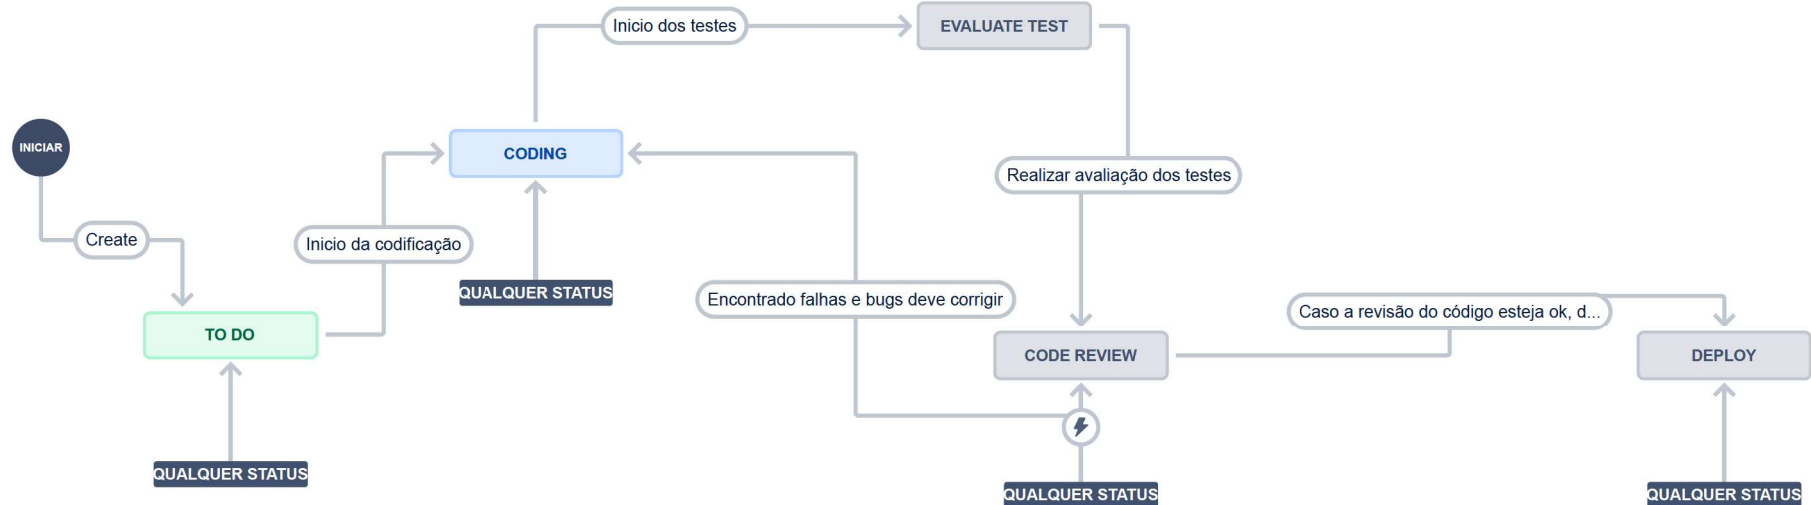 Inicio dos testes
EVALUATE TEST
INICIAR
CODING
Realizar avaliação dos testes
Create
Inicio da codificação
QUALQUER STATUS
Encontrado falhas e bugs deve corrigir
Caso a revisão do código esteja ok, d...
TO DO
CODE REVIEW
DEPLOY
QUALQUER STATUS
QUALQUER STATUS
QUALQUER STATUS